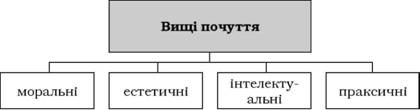 Вищі почуття
моральні
естетичні
інтелекту-
альні
праксичні